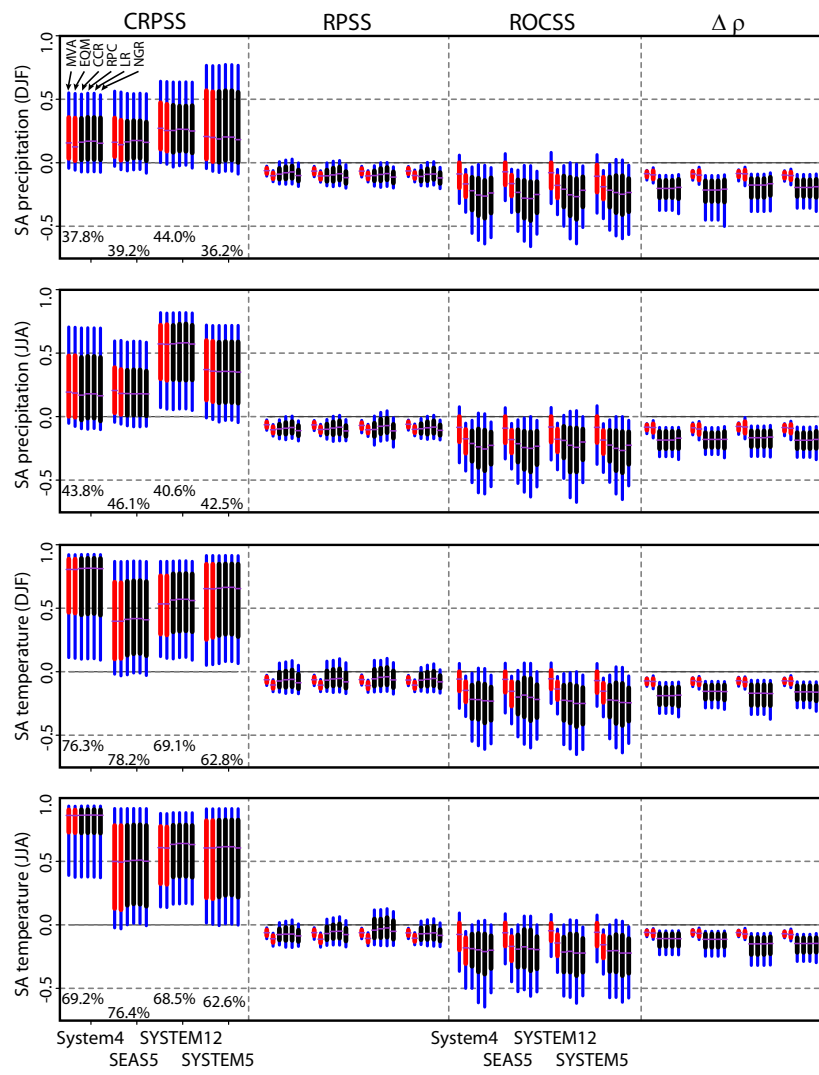 CRPSS RPSS ROCSS Δ ρ
MVA EQM CCR RPC LR NGR
SA precipitation (DJF)
1.0
0.5
0.0
-0.5
37.8% 39.2% 44.0% 36.2%
SA precipitation (JJA)
1.0
0.5
0.0
-0.5
43.8% 46.1% 40.6% 42.5%
SA temperature (DJF)
1.0
0.5
0.0
-0.5
76.3% 78.2% 69.1% 62.8%
SA temperature (JJA)
1.0
0.5
0.0
-0.5
69.2% 76.4% 68.5% 62.6%
System4 SYSTEM12 System4 SYSTEM12
SEAS5 SYSTEM5 SEAS5 SYSTEM5